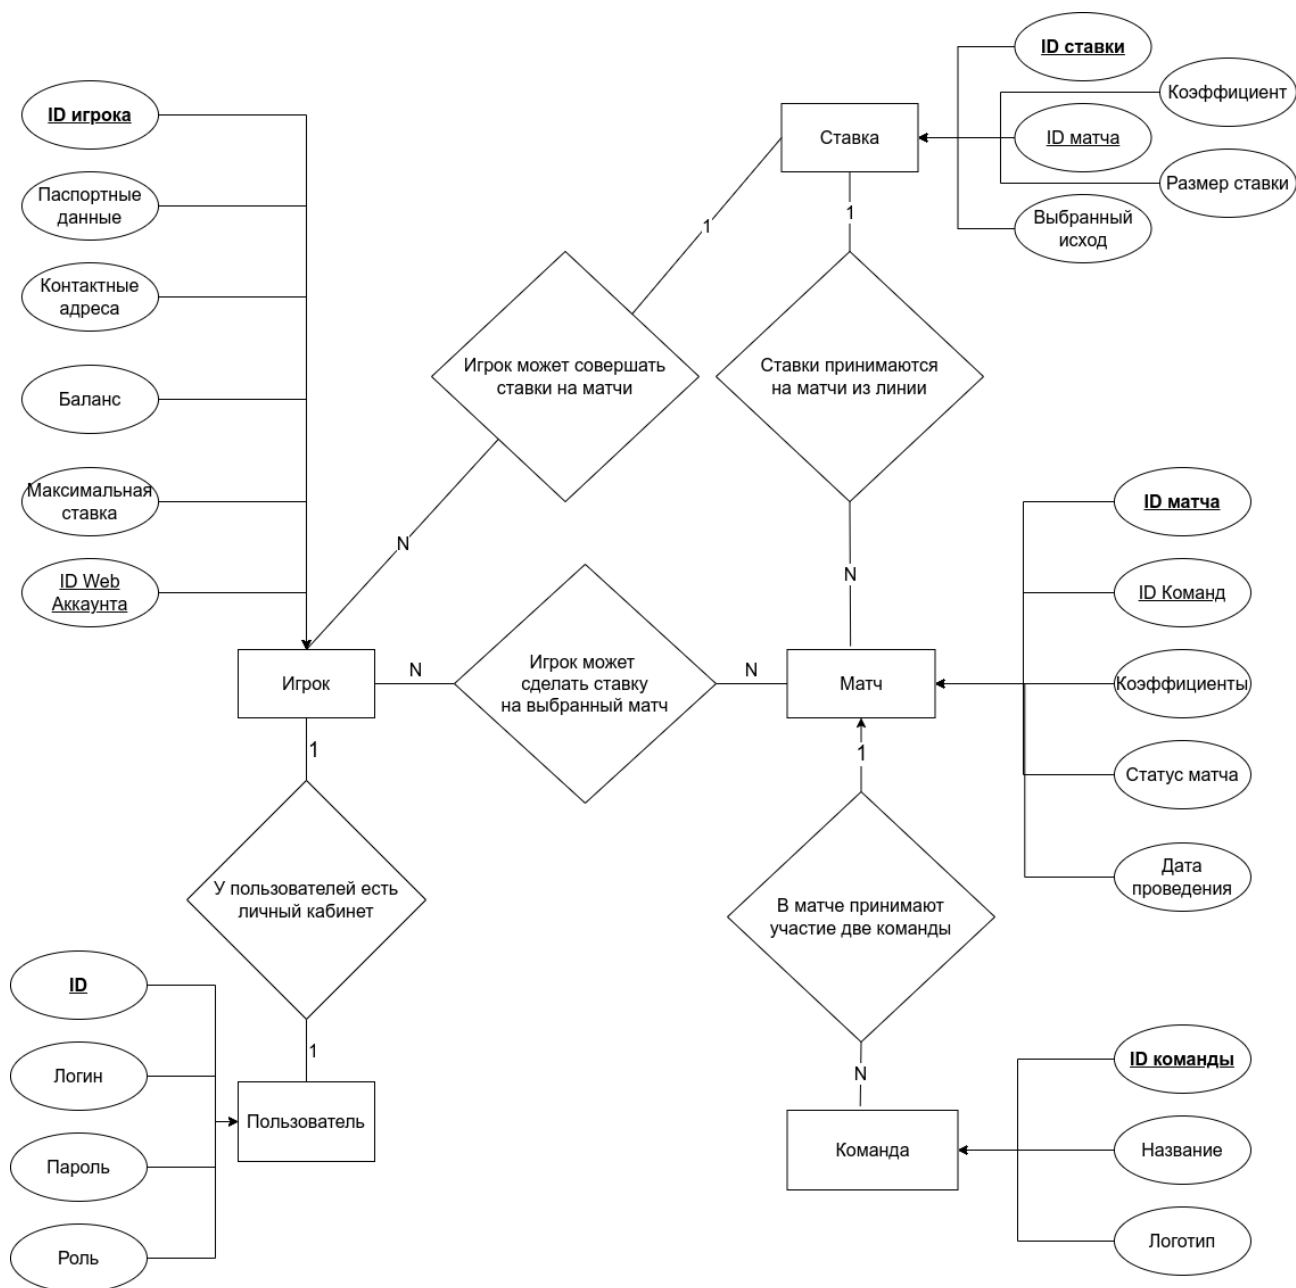 ID ставки
Коэффициент
ID игрока
Ставка
ID матча
Паспортные
данные
Размер ставки
Выбранный
исход
1
1
Контактные
адреса
Игрок может совершать
ставки на матчи
Ставки принимаются
на матчи из линии
Баланс
Максимальная
ставка
ID матча
N
N
ID Web
Аккаунта
ID Команд
Игрок
N
Игрок может
сделать ставку
на выбранный матч
N
Матч
Коэффициенты
1
1
Статус матча
У пользователей есть
личный кабинет
В матче принимают
участие две команды
Дата
проведения
ID
1
N
Логин
ID команды
Пользователь
Команда
Название
Пароль
Роль
Логотип